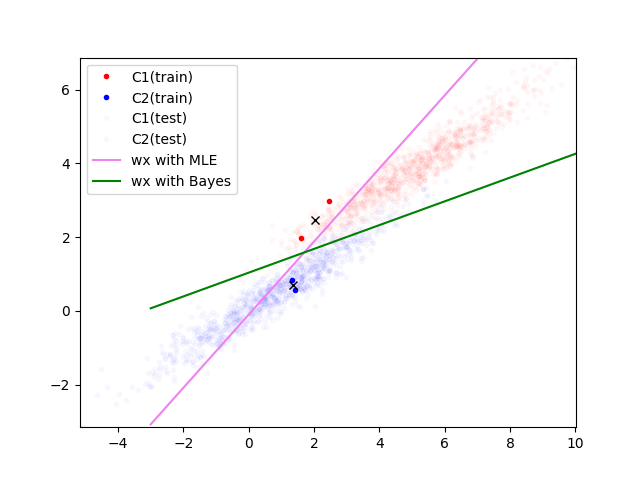 C1(train)
C2(train)
C1(test)
C2(test)
wx with MLE
wx with Bayes
6
4
2
0
−2
−4
−2
0
2
4
6
8
10